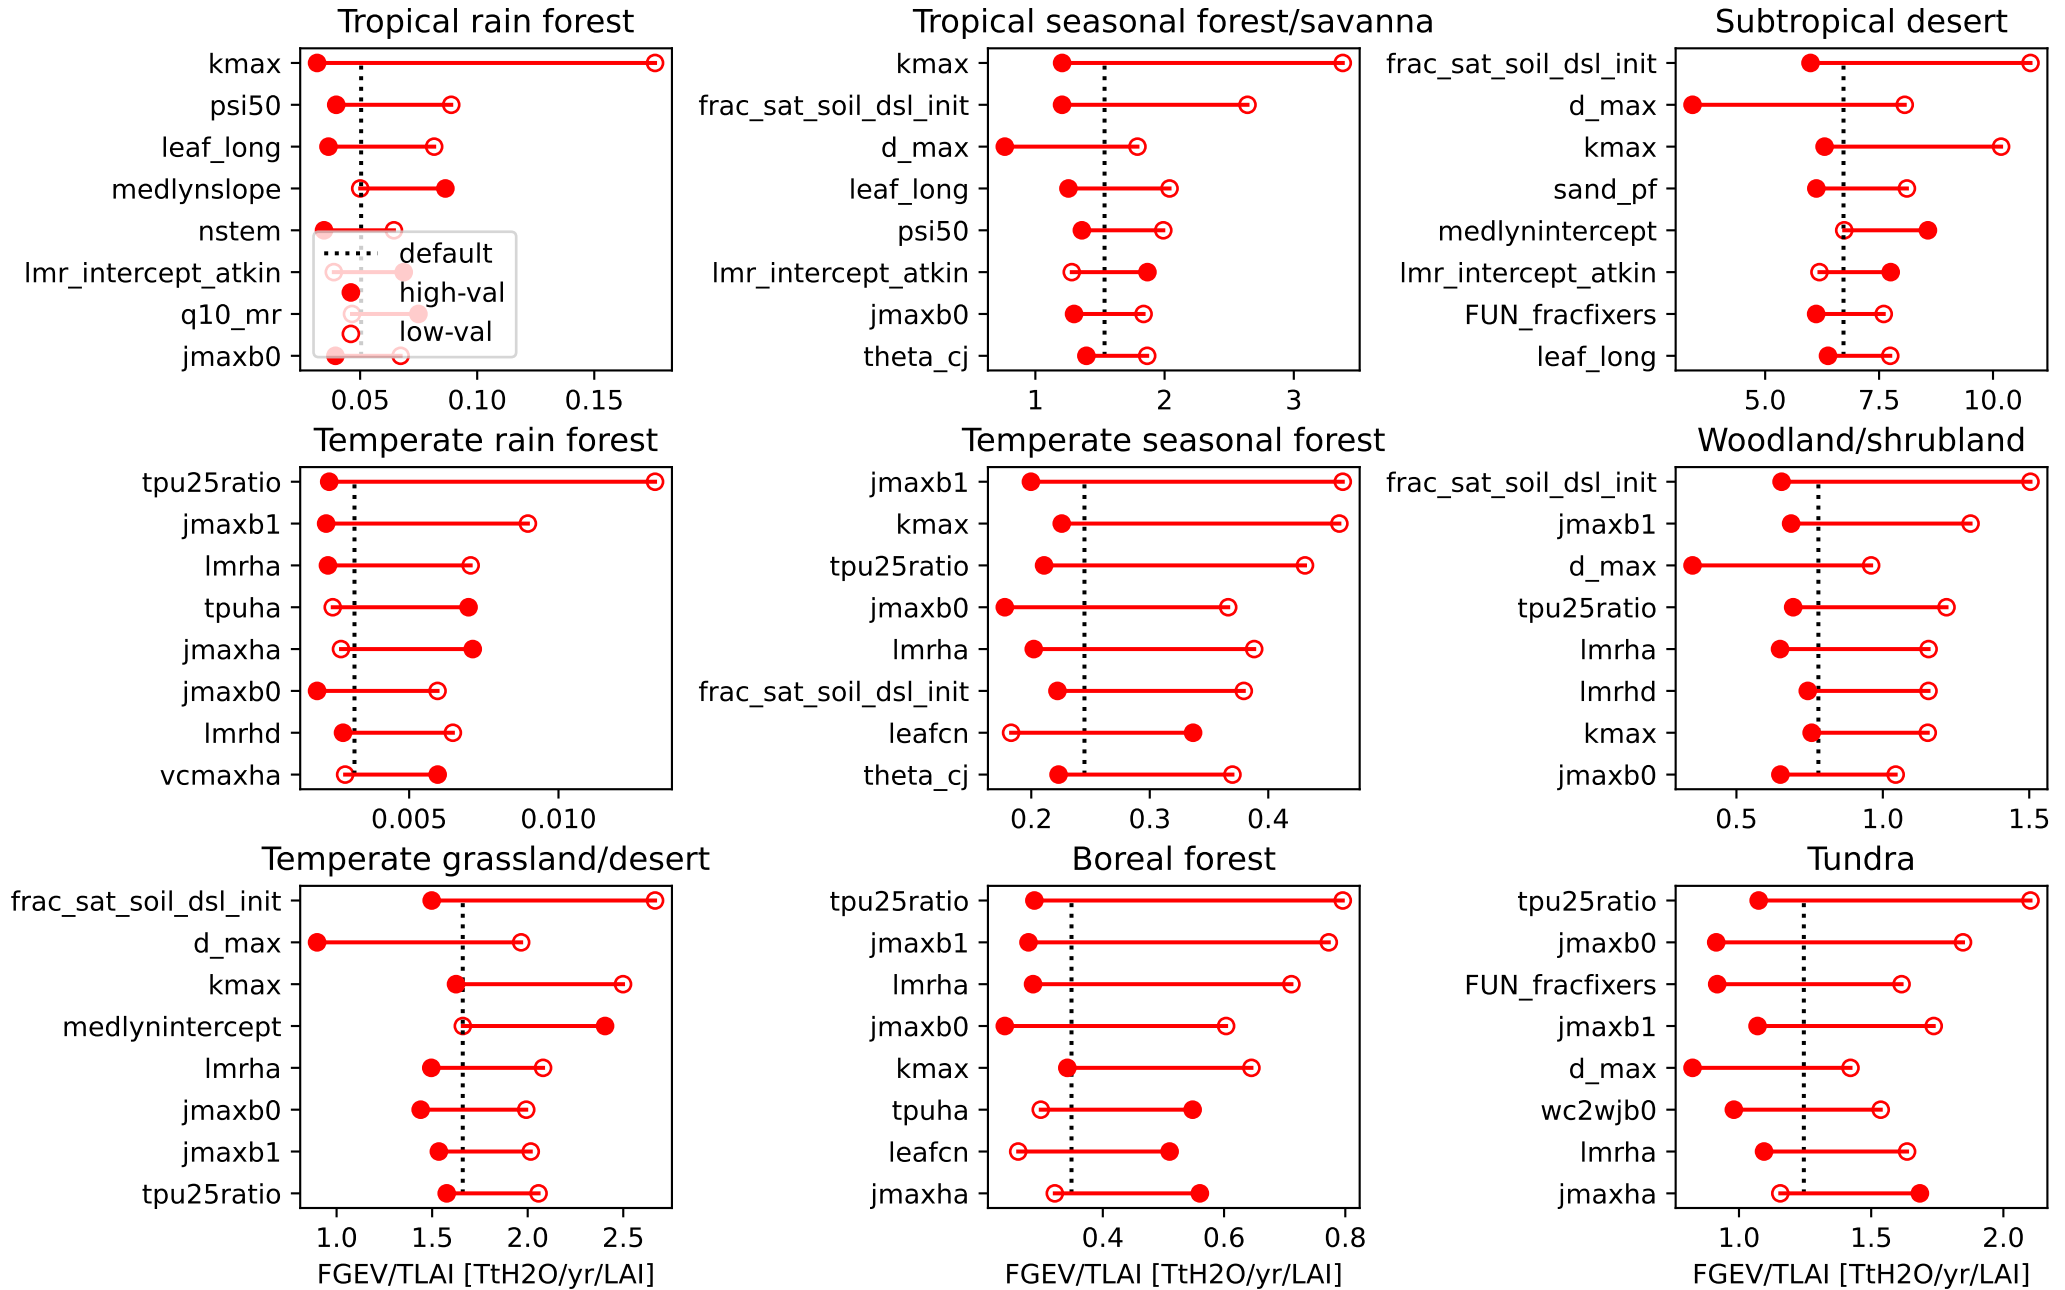 Tropical rain forest
kmax
psi50
leaf_long
medlynslope
nstem
lmr_intercept_atkin
q10_mr
jmaxb0
default
high-val
low-val
0.05 0.10 0.15
Tropical seasonal forest/savanna
kmax
frac_sat_soil_dsl_init
d_max
leaf_long
psi50
lmr_intercept_atkin
jmaxb0
theta_cj
1 2 3
Subtropical desert
frac_sat_soil_dsl_init
d_max
kmax
sand_pf
medlynintercept
lmr_intercept_atkin
FUN_fracfixers
leaf_long
5.0 7.5 10.0
Temperate rain forest
tpu25ratio
jmaxb1
lmrha
tpuha
jmaxha
jmaxb0
lmrhd
vcmaxha
0.005 0.010
Temperate seasonal forest
jmaxb1
kmax
tpu25ratio
jmaxb0
lmrha
frac_sat_soil_dsl_init
leafcn
theta_cj
0.2 0.3 0.4
Woodland/shrubland
frac_sat_soil_dsl_init
jmaxb1
d_max
tpu25ratio
lmrha
lmrhd
kmax
jmaxb0
0.5 1.0 1.5
Temperate grassland/desert
frac_sat_soil_dsl_init
d_max
kmax
medlynintercept
lmrha
jmaxb0
jmaxb1
tpu25ratio
1.0 1.5 2.0 2.5
FGEV/TLAI [TtH2O/yr/LAI]
Boreal forest
tpu25ratio
jmaxb1
lmrha
jmaxb0
kmax
tpuha
leafcn
jmaxha
0.4 0.6 0.8
FGEV/TLAI [TtH2O/yr/LAI]
Tundra
tpu25ratio
jmaxb0
FUN_fracfixers
jmaxb1
d_max
wc2wjb0
lmrha
jmaxha
1.0 1.5 2.0
FGEV/TLAI [TtH2O/yr/LAI]